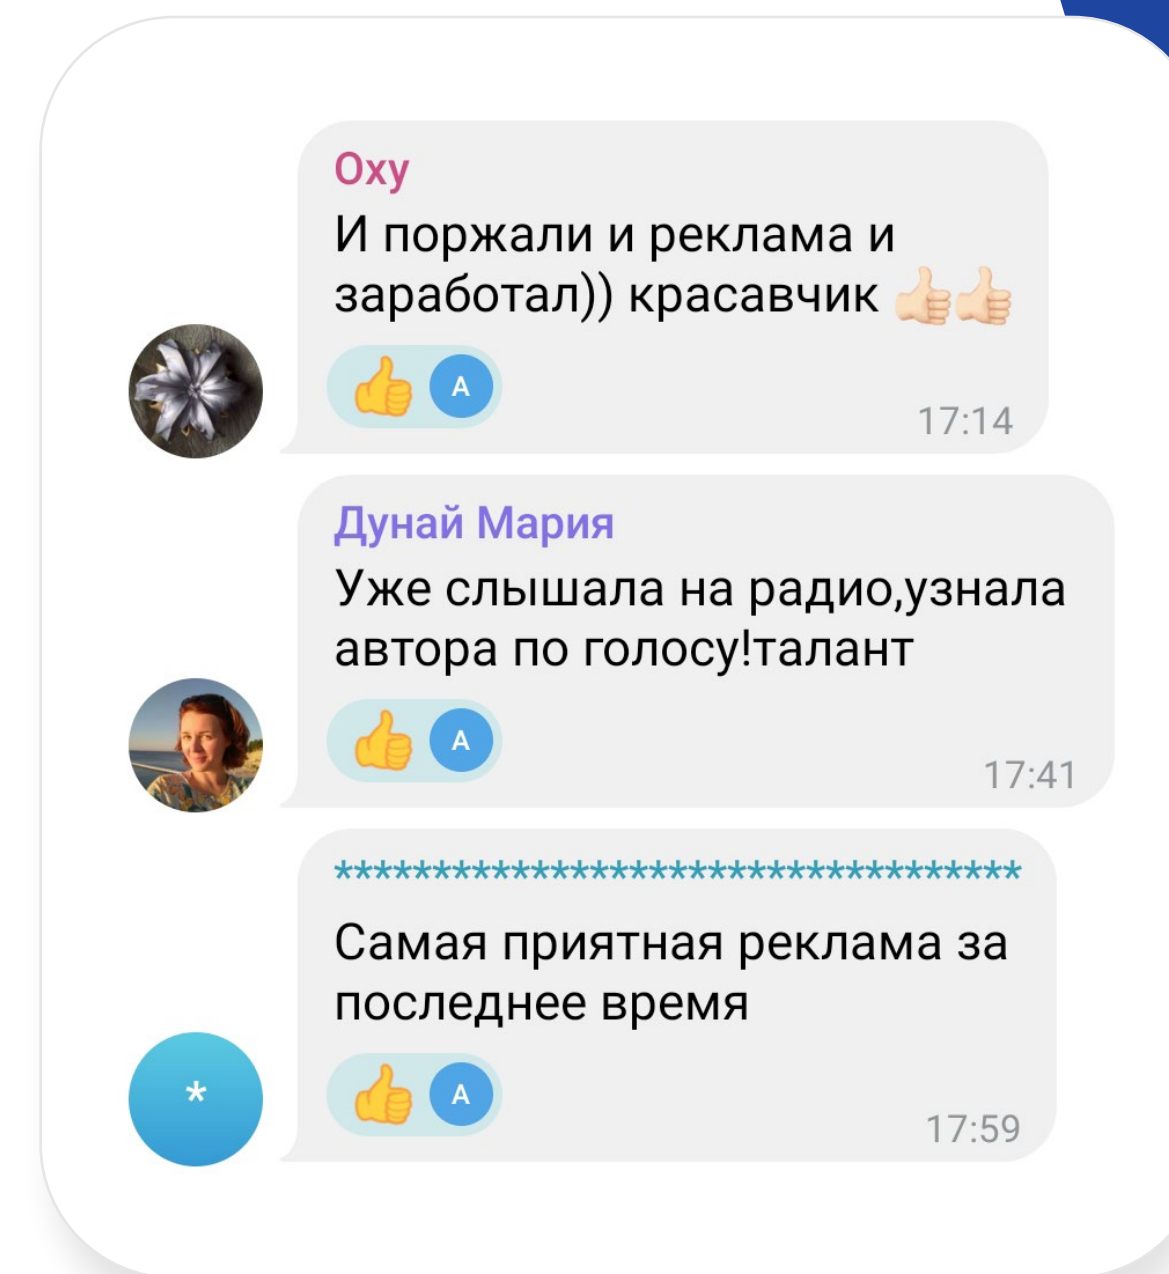 Оху
И поржали и реклама и
заработал)) красавчик 👍🏻👍🏻
👍 A
17:14
Дунай Мария
Уже слышала на радио,узнала
автора по голосу!талант
👍 A
17:41
***********************************
Самая приятная реклама за
последнее время
*
👍 A
17:59